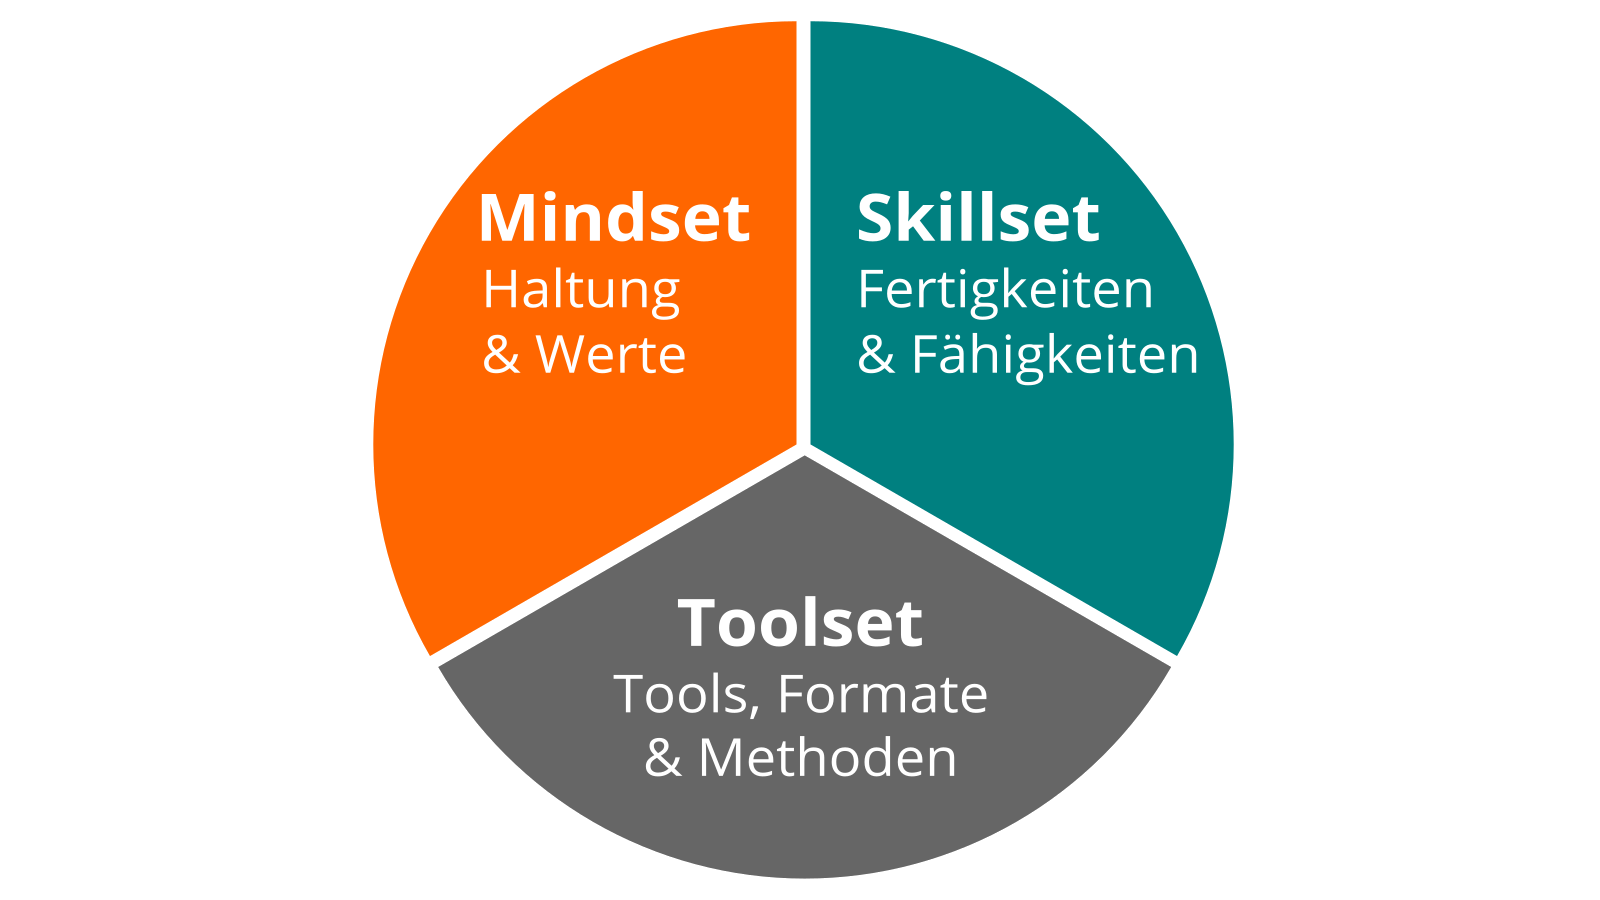 Mindset
Haltung
& Werte
Skillset
Fertigkeiten
& Fähigkeiten
Toolset
Tools, Formate
& Methoden